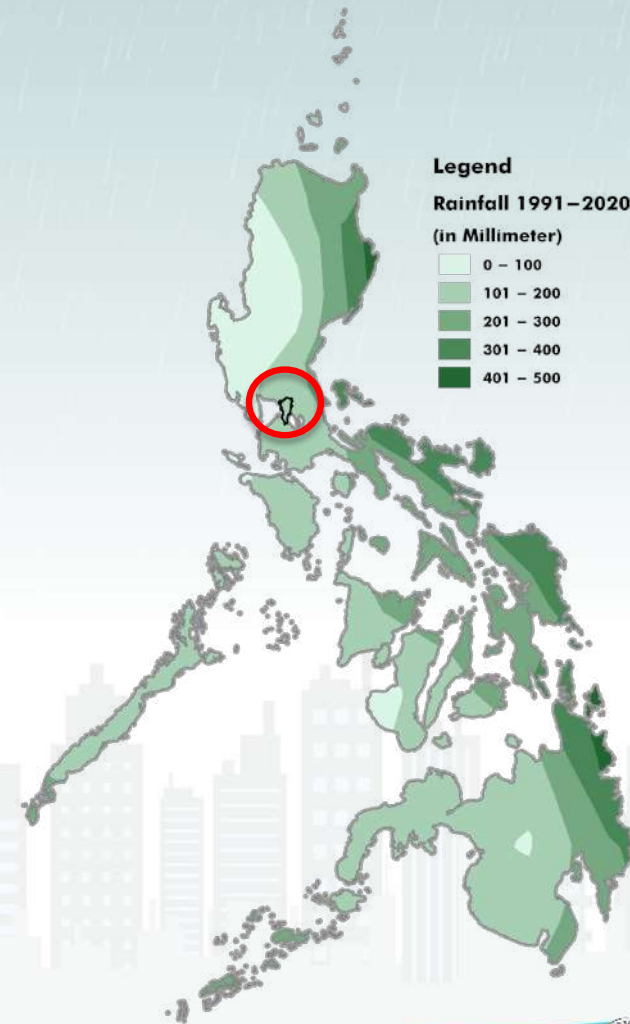 Legend
Rainfall 1991–2020
(in Millimeter)
0 – 100
101 – 200
201 – 300
301 – 400
401 – 500